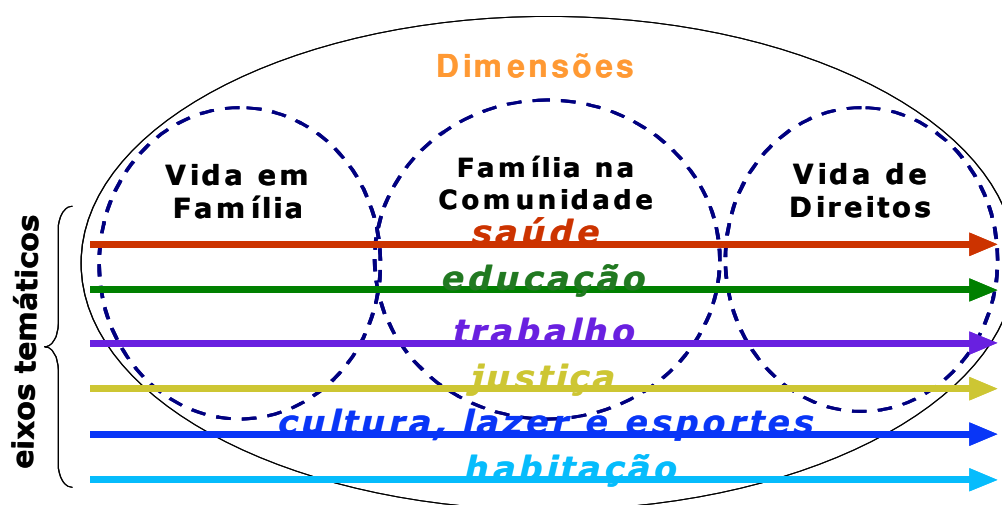 Dimensões
Vida em
Família
Família na
Comunidade
Vida de
Direitos
eixos temáticos
saúde
educação
trabalho
justiça
cultura, lazer e esportes
habitação